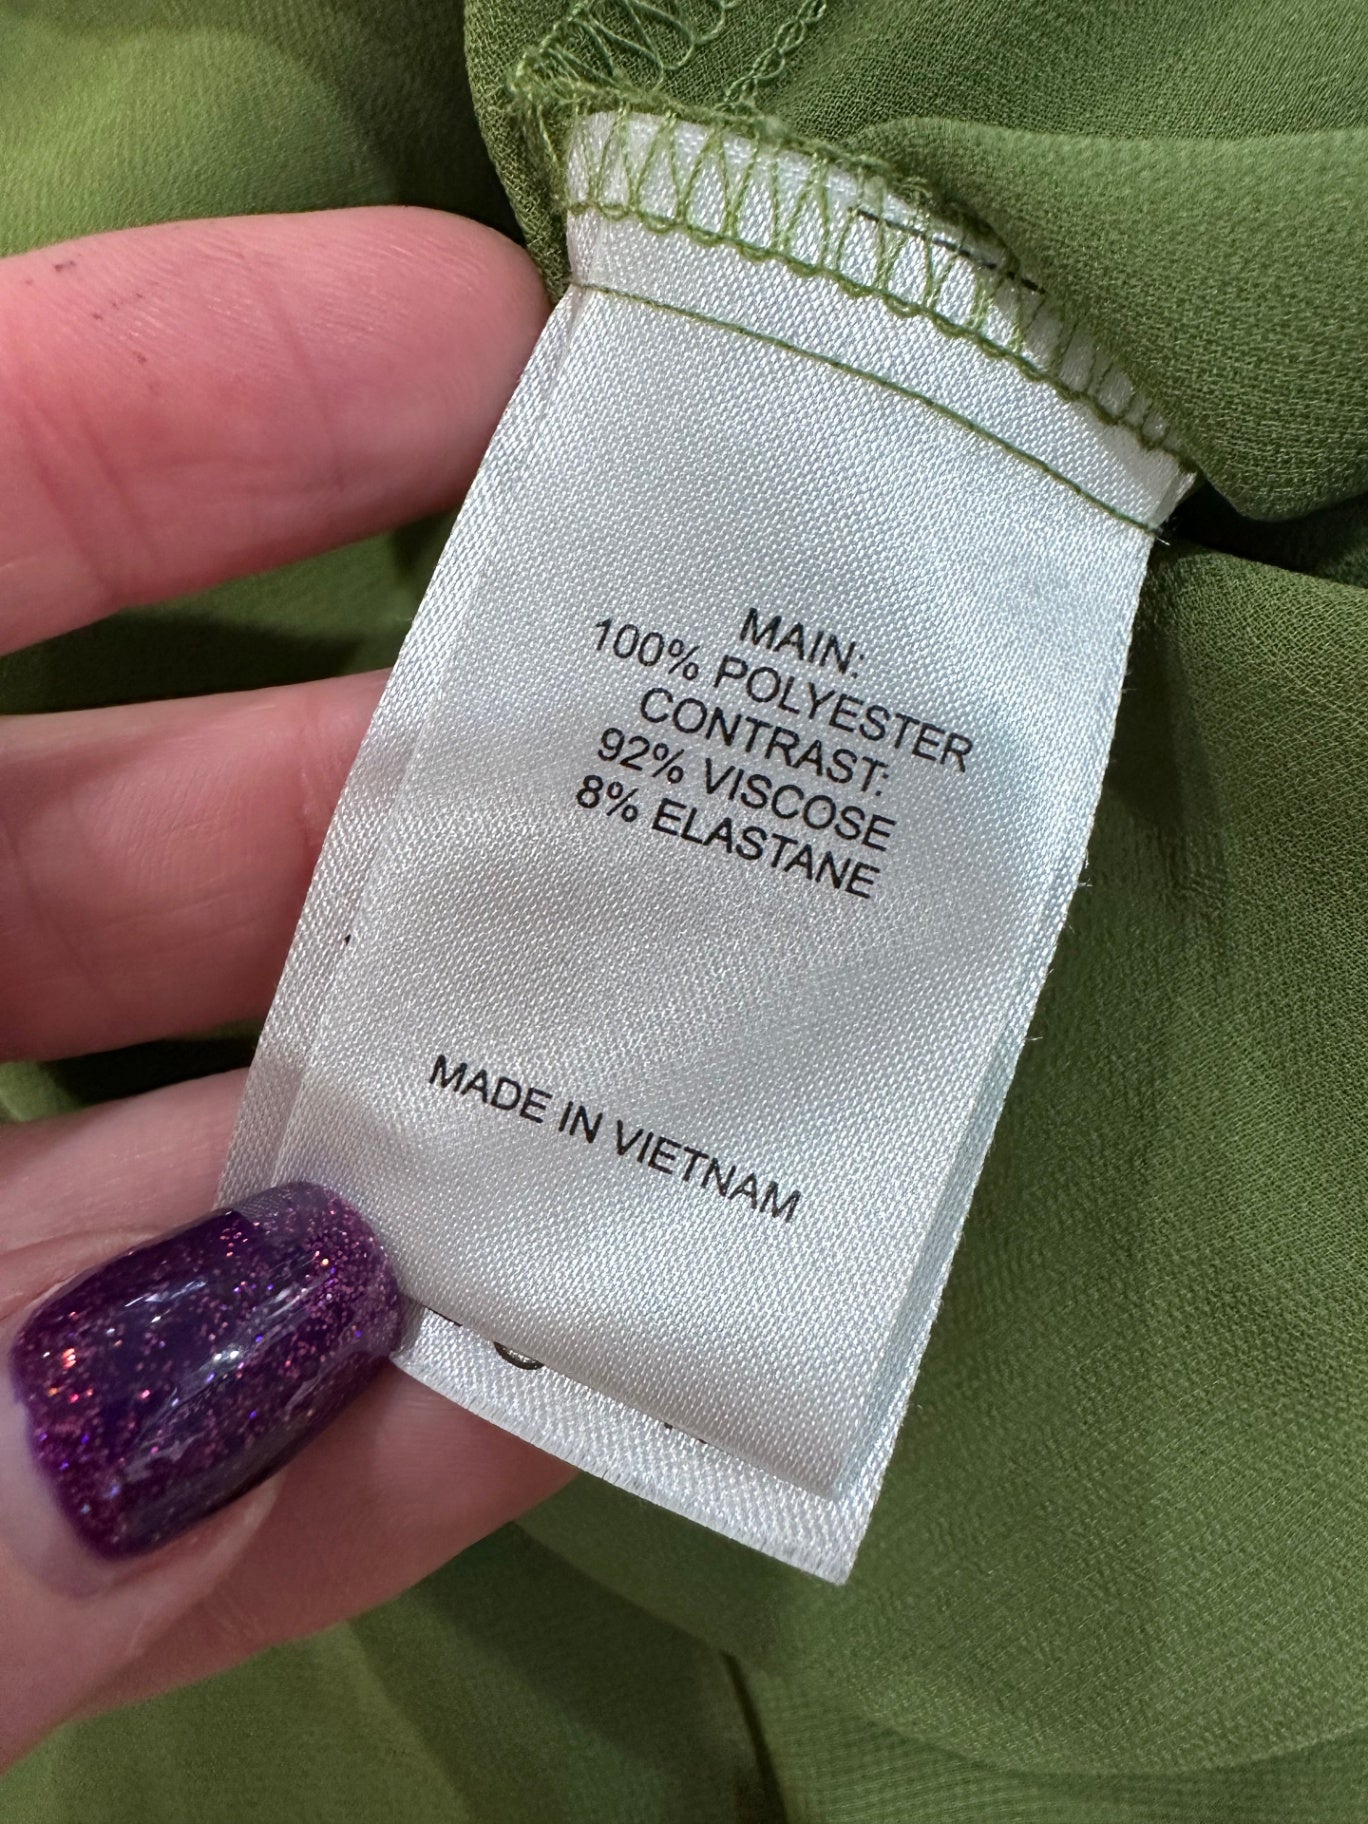 MAIN:
100% POLYESTER
CONTRAST:
92% VISCOSE
8% ELASTANE
MADE IN VIETNAM